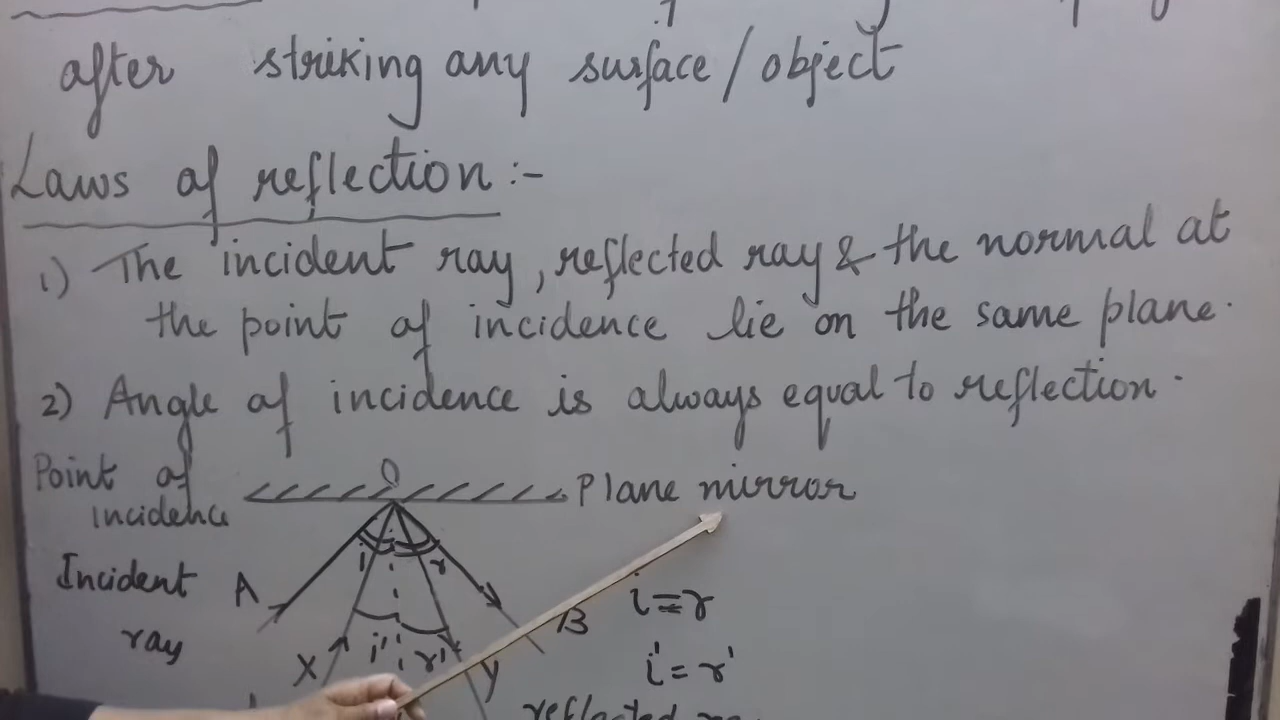 after striking any surface / object
Laws of reflection :-
1) The incident ray, reflected ray & the normal at
the point of incidence lie on the same plane.
2) Angle of incidence is always equal to reflection.
Point of
incidence
O
Plane mirror
Incident
ray
A
i
r
B
i = r
X
i'
r'
Y
i' = r'
reflected